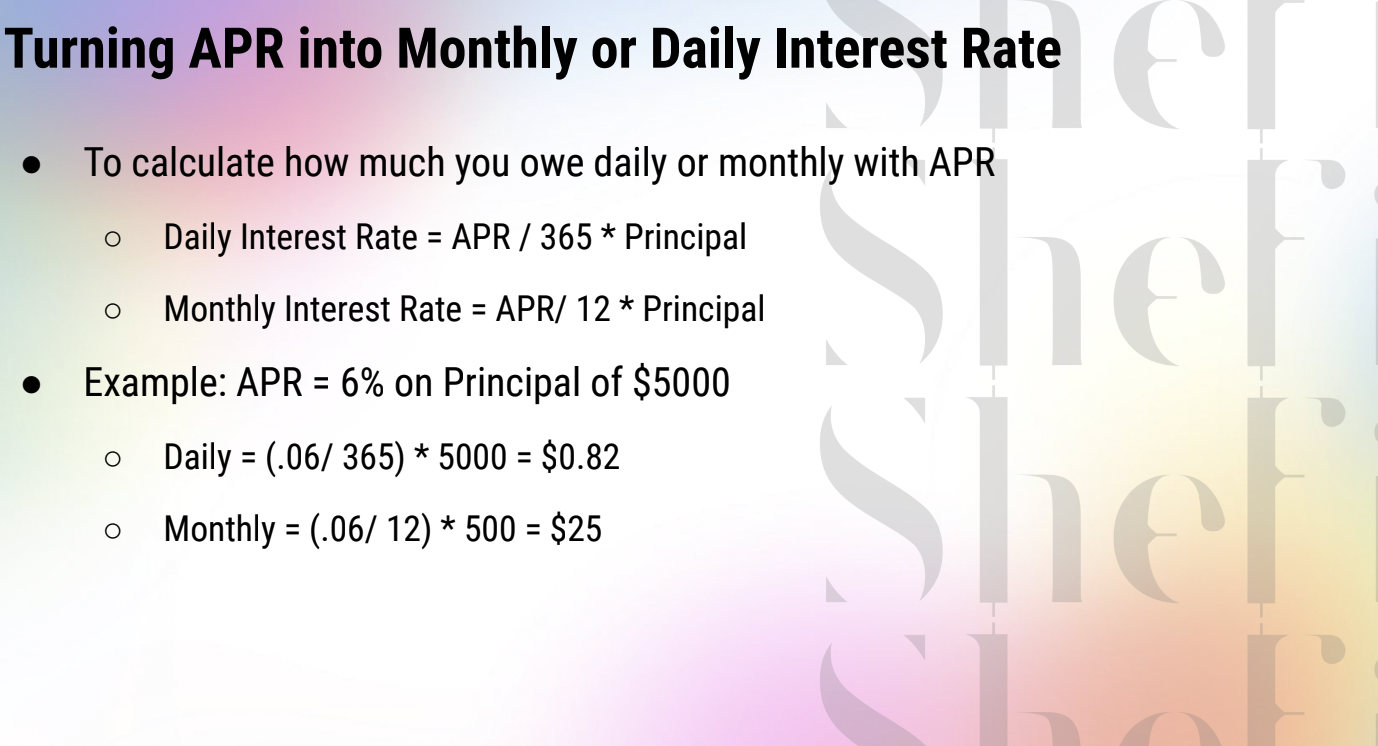 Turning APR into Monthly or Daily Interest Rate
● To calculate how much you owe daily or monthly with APR
○ Daily Interest Rate = APR / 365 * Principal
○ Monthly Interest Rate = APR/ 12 * Principal
● Example: APR = 6% on Principal of $5000
○ Daily = (.06/ 365) * 5000 = $0.82
○ Monthly = (.06/ 12) * 500 = $25